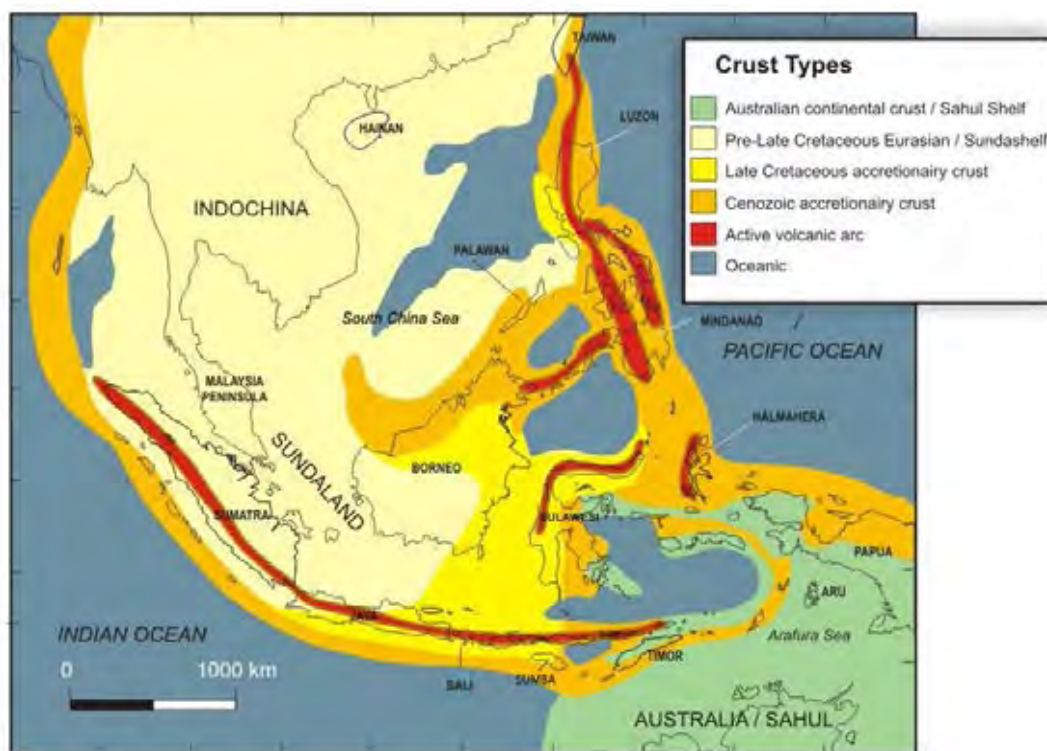 TAIWAN
Crust Types
Australian continental crust / Sahul Shelf
Pre-Late Cretaceous Eurasian / Sundashelf
Late Cretaceous accretionairy crust
Cenozoic accretionairy crust
Active volcanic arc
Oceanic
LUZON
HAINAN
INDOCHINA
PALAWAN
South China Sea
MINDANAO
PACIFIC OCEAN
MALAYSIA
PENINSULA
HALMAHERA
SUNDALAND
BORNEO
SUMATRA
SULAWESI
PAPUA
ARU
JAVA
INDIAN OCEAN
Arafura Sea
0 1000 km
TIMOR
BALI
SUMBA
AUSTRALIA / SAHUL